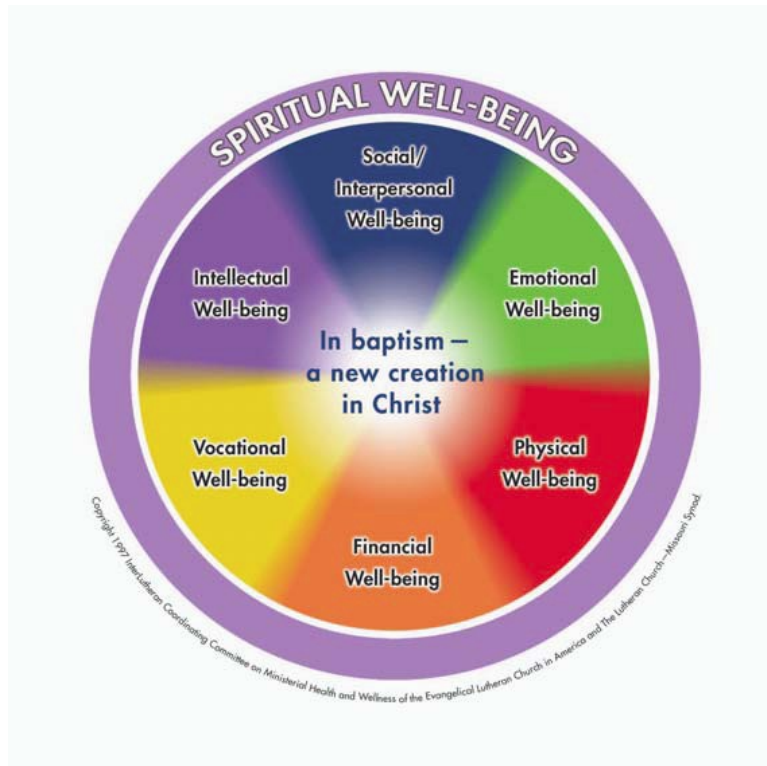 SPIRITUAL WELL-BEING
Social/
Interpersonal
Well-being
Emotional
Well-being
Physical
Well-being
Financial
Well-being
Vocational
Well-being
Intellectual
Well-being
In baptism –
a new creation
in Christ
Copyright 1997 InterLutheran Coordinating Committee on Ministerial Health and Wellness of the Evangelical Lutheran Church in America and The Lutheran Church—Missouri Synod.